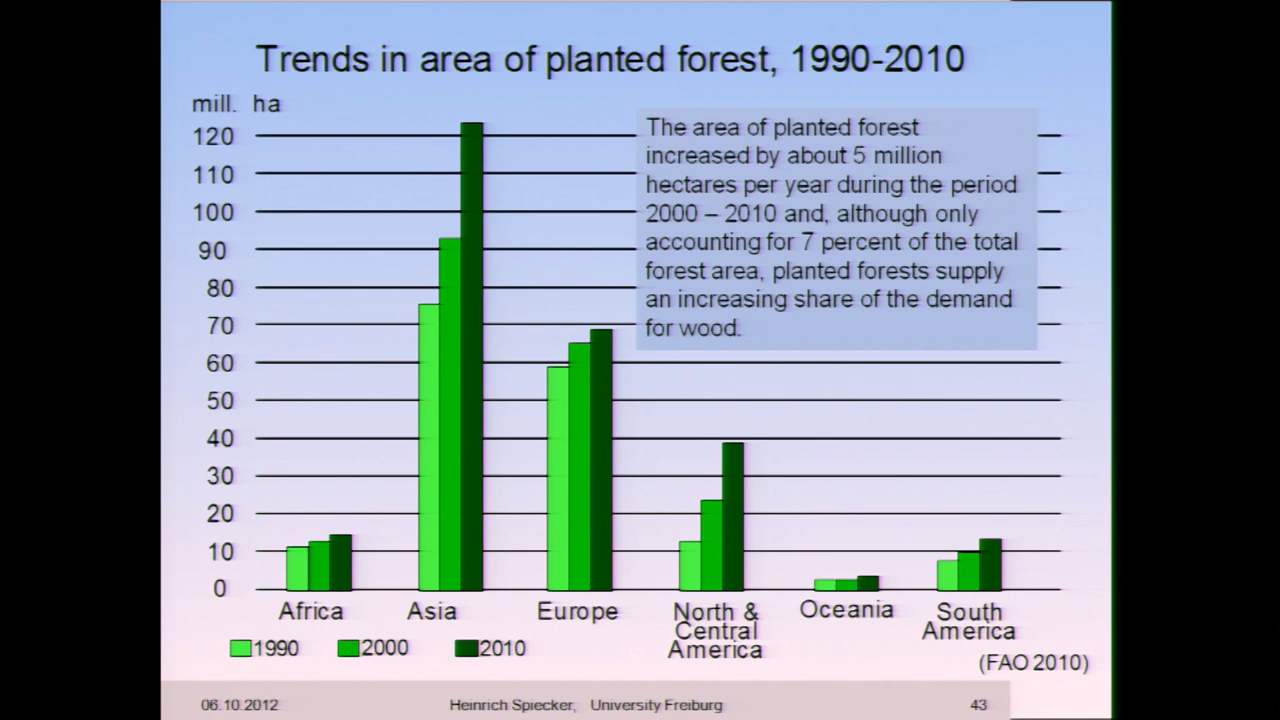 Trends in area of planted forest, 1990-2010
mill. ha
120
110
100
90
80
70
60
50
40
30
20
10
0
The area of planted forest
increased by about 5 million
hectares per year during the period
2000 – 2010 and, although only
accounting for 7 percent of the total
forest area, planted forests supply
an increasing share of the demand
for wood.
Africa
Asia
Europe
North &
Central
America
Oceania
South
America
1990
2000
2010
(FAO 2010)
06.10.2012
Heinrich Spiecker, University Freiburg
43